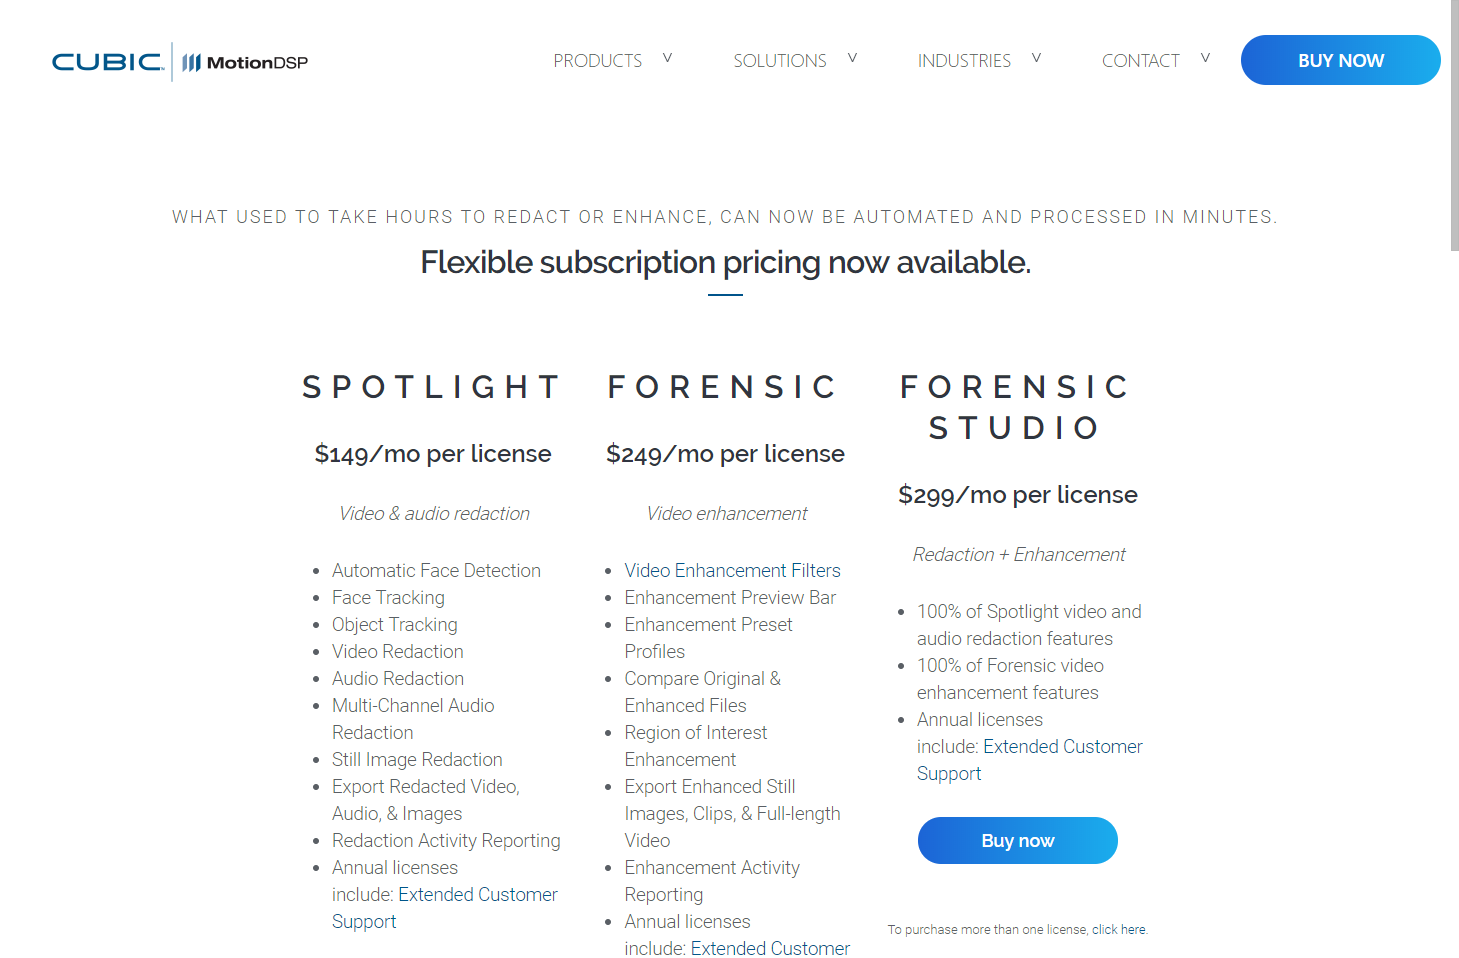 CUBIC MotionDSP
PRODUCTS
SOLUTIONS
INDUSTRIES
CONTACT
BUY NOW
WHAT USED TO TAKE HOURS TO REDACT OR ENHANCE, CAN NOW BE AUTOMATED AND PROCESSED IN MINUTES.
Flexible subscription pricing now available.
SPOTLIGHT
$149/mo per license
Video & audio redaction
• Automatic Face Detection
• Face Tracking
• Object Tracking
• Video Redaction
• Audio Redaction
• Multi-Channel Audio
Redaction
• Still Image Redaction
• Export Redacted Video,
Audio, & Images
• Redaction Activity Reporting
• Annual licenses
include: Extended Customer
Support
FORENSIC
$249/mo per license
Video enhancement
• Video Enhancement Filters
• Enhancement Preview Bar
• Enhancement Preset
Profiles
• Compare Original &
Enhanced Files
• Region of Interest
Enhancement
• Export Enhanced Still
Images, Clips, & Full-length
Video
• Enhancement Activity
Reporting
• Annual licenses
include: Extended Customer
FORENSIC
STUDIO
$299/mo per license
Redaction + Enhancement
• 100% of Spotlight video and
audio redaction features
• 100% of Forensic video
enhancement features
• Annual licenses
include: Extended Customer
Support
Buy now
To purchase more than one license, click here.